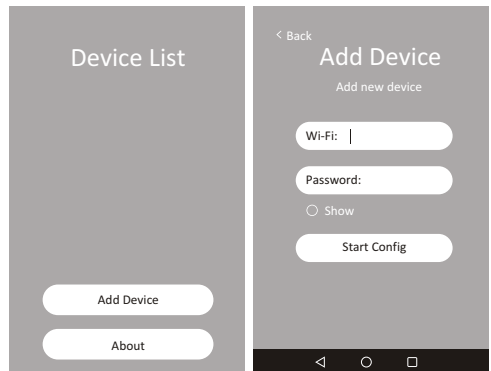 Device List
Add Device
About
< Back
Add Device
Add new device
Wi-Fi:
Password:
Show
Start Config